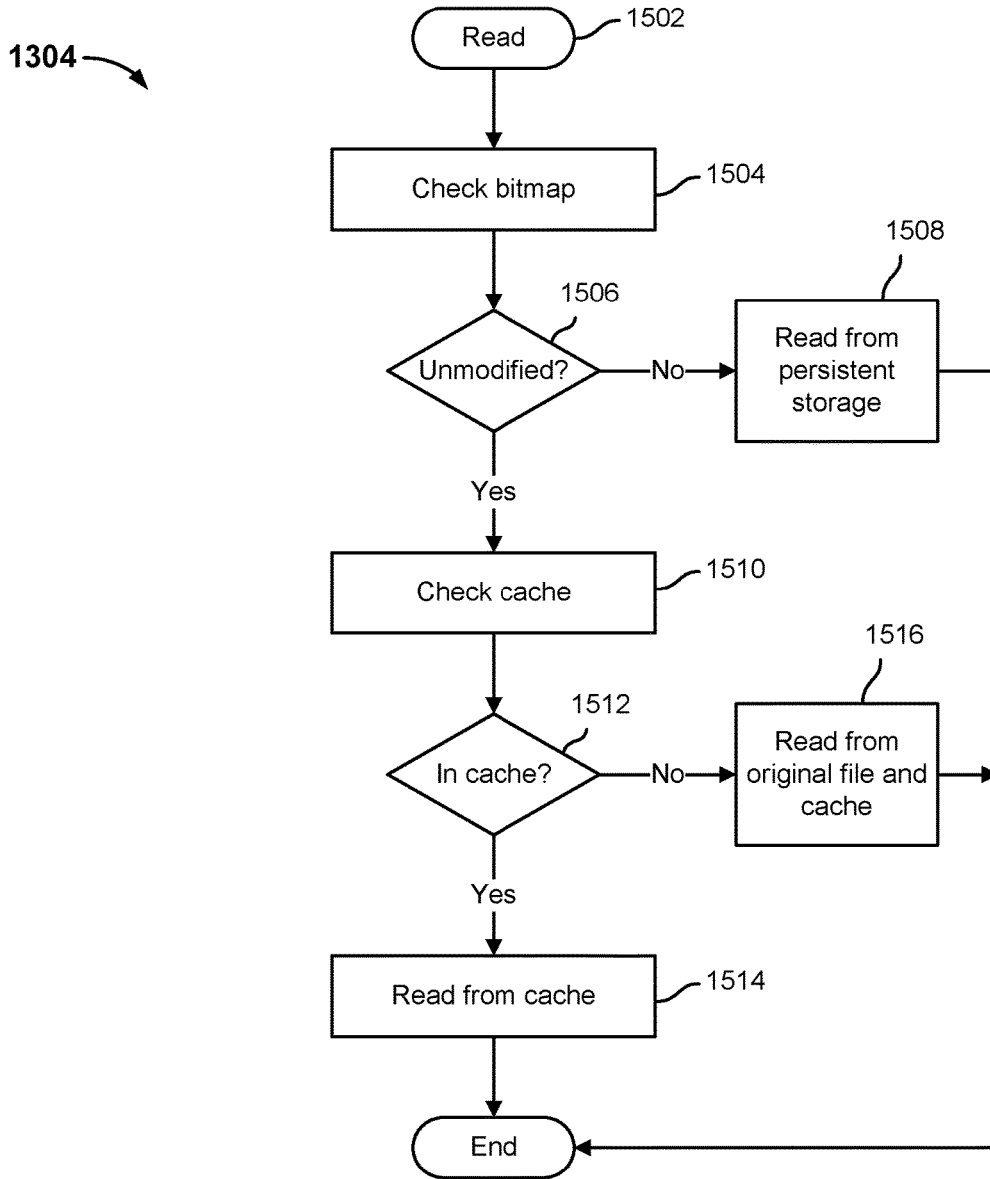 1304
Read
1502
Check bitmap
1504
1506
1508
Unmodified?
No
Read from
persistent
storage
Yes
Check cache
1510
1512
1516
In cache?
No
Read from
original file and
cache
Yes
Read from cache
1514
End